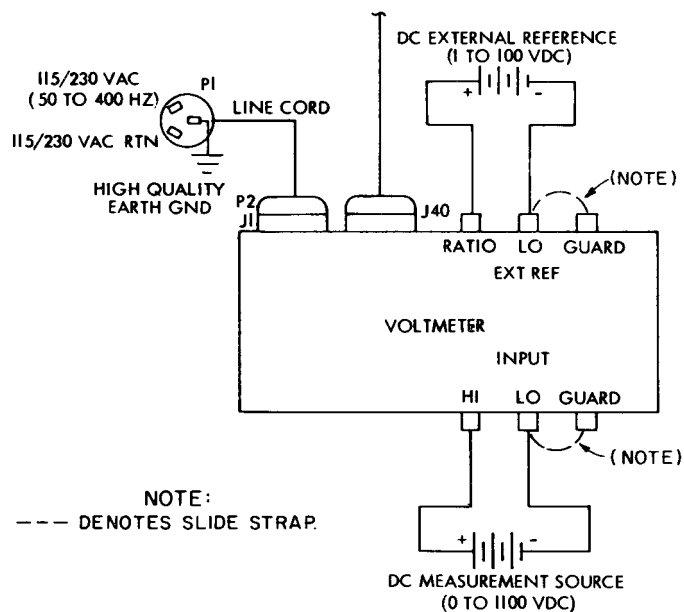 DC EXTERNAL REFERENCE
(1 TO 100 VDC)
+ -
115/230 VAC
(50 TO 400 HZ)
P1
LINE CORD
115/230 VAC RTN
HIGH QUALITY
EARTH GND
P2
J1
J40
(NOTE)
RATIO LO GUARD
EXT REF
VOLTMETER
INPUT
HI LO GUARD
(NOTE)
NOTE:
--- DENOTES SLIDE STRAP.
+ -
DC MEASUREMENT SOURCE
(0 TO 1100 VDC)